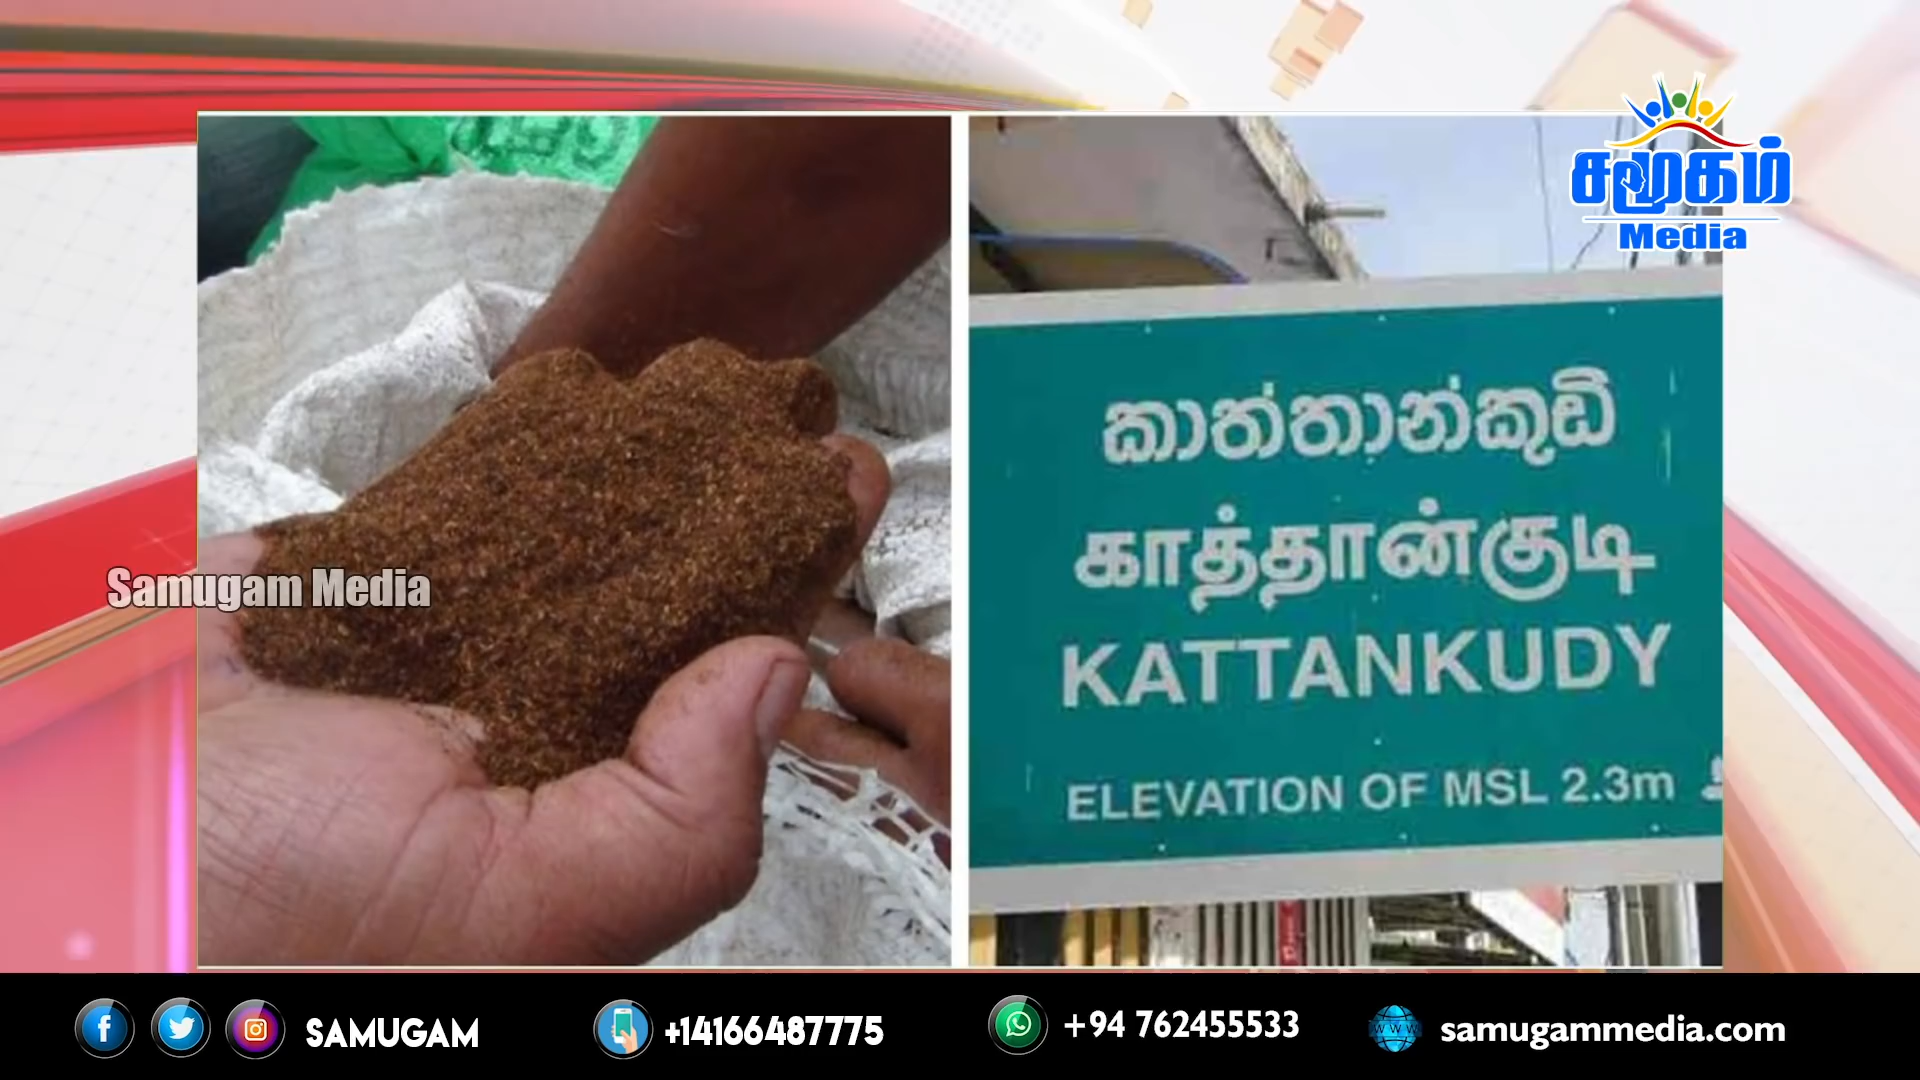 சமூகம்
Media
කාත්තාන්කුඩි
காத்தான்குடி
KATTANKUDY
ELEVATION OF MSL 2.3m
Samugam Media
SAMUGAM
+14166487775
+94 762455533
samugammedia.com